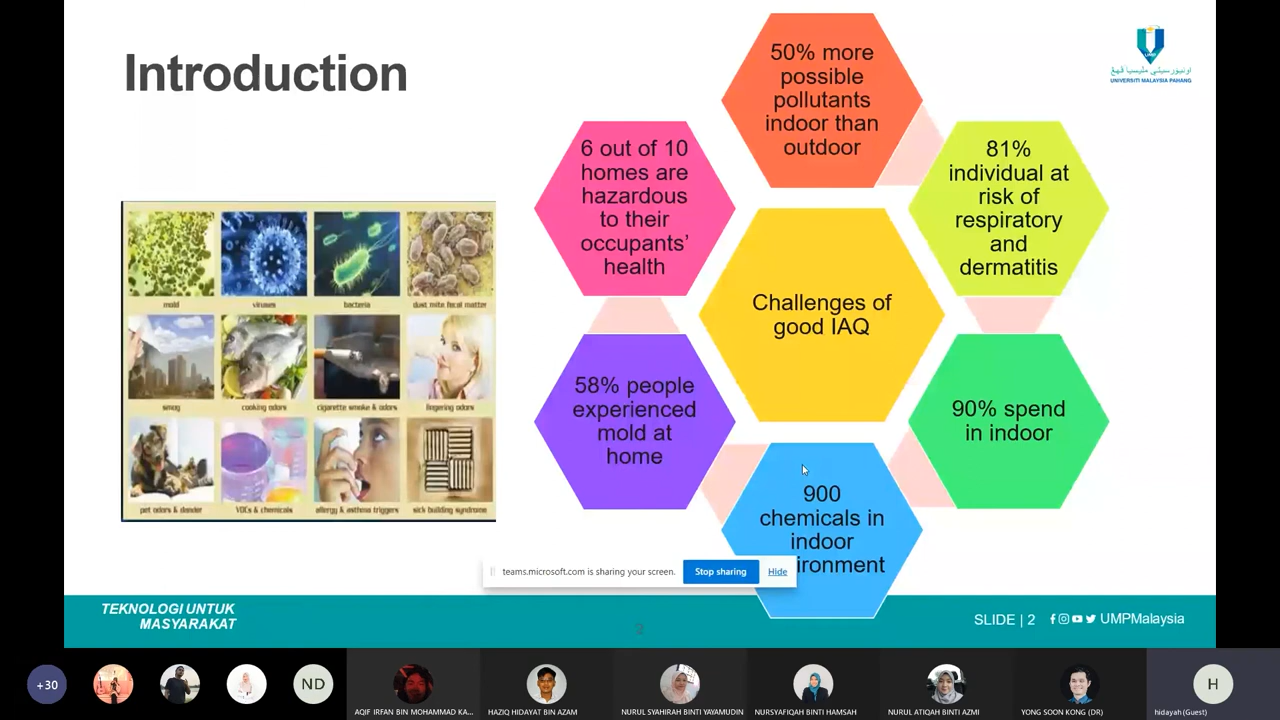 Introduction
50% more
possible
pollutants
indoor than
outdoor
اونيۏرسيتي مليسيا ڤهڠ
UNIVERSITI MALAYSIA PAHANG
6 out of 10
homes are
hazardous
to their
occupants’
health
81%
individual at
risk of
respiratory
and
dermatitis
Challenges of
good IAQ
58% people
experienced
mold at
home
90% spend
in indoor
900
chemicals in
indoor
ironment
mold
viruses
bacteria
dust mite fecal matter
smog
cooking odors
cigarette smoke & odors
lingering odors
pet odors & dander
VOCs & chemicals
allergy & asthma triggers
sick building syndrome
teams.microsoft.com is sharing your screen.
Stop sharing
Hide
TEKNOLOGI UNTUK
MASYARAKAT
2
SLIDE | 2
UMPMalaysia
+30
ND
AQIF IRFAN BIN MOHAMMAD KA...
HAZIQ HIDAYAT BIN AZAM
NURUL SYAHIRAH BINTI YAYAMUDIN
NURSYAFIQAH BINTI HAMSAH
NURUL ATIQAH BINTI AZMI
YONG SOON KONG (DR)
H
hidayah (Guest)